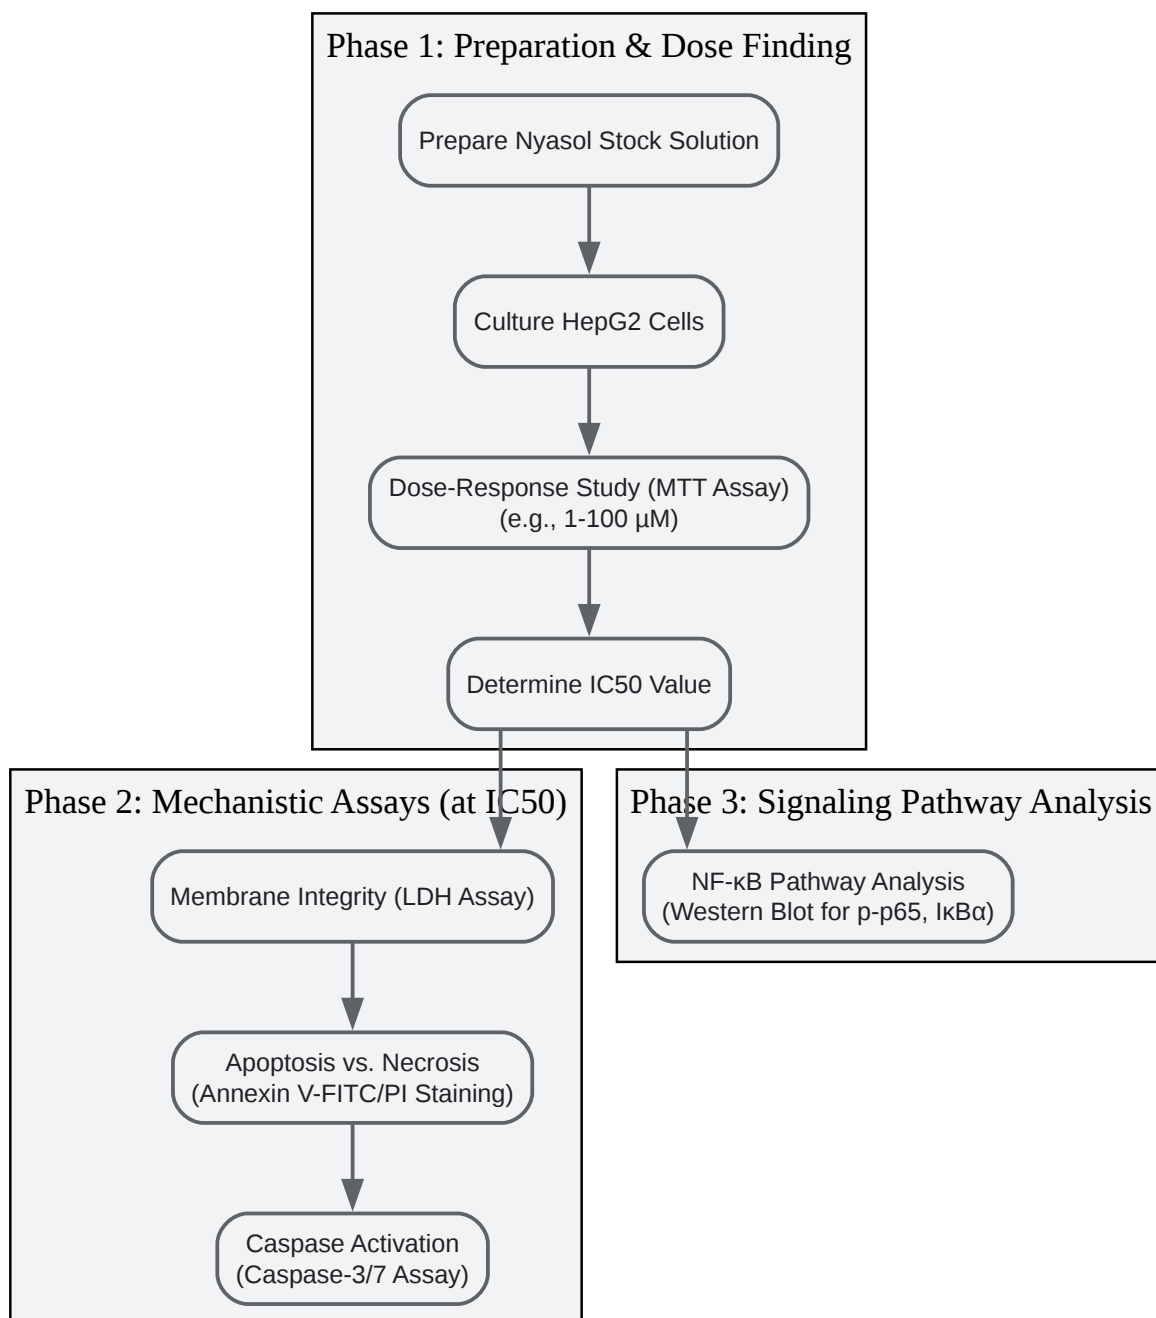 Phase 1: Preparation & Dose Finding
Prepare Nyasol Stock Solution
Culture HepG2 Cells
Dose-Response Study (MTT Assay)
(e.g., 1-100 µM)
Determine IC50 Value
Phase 2: Mechanistic Assays (at IC50)
Membrane Integrity (LDH Assay)
Apoptosis vs. Necrosis
(Annexin V-FITC/PI Staining)
Caspase Activation
(Caspase-3/7 Assay)
Phase 3: Signaling Pathway Analysis
NF-κB Pathway Analysis
(Western Blot for p-p65, IκBα)